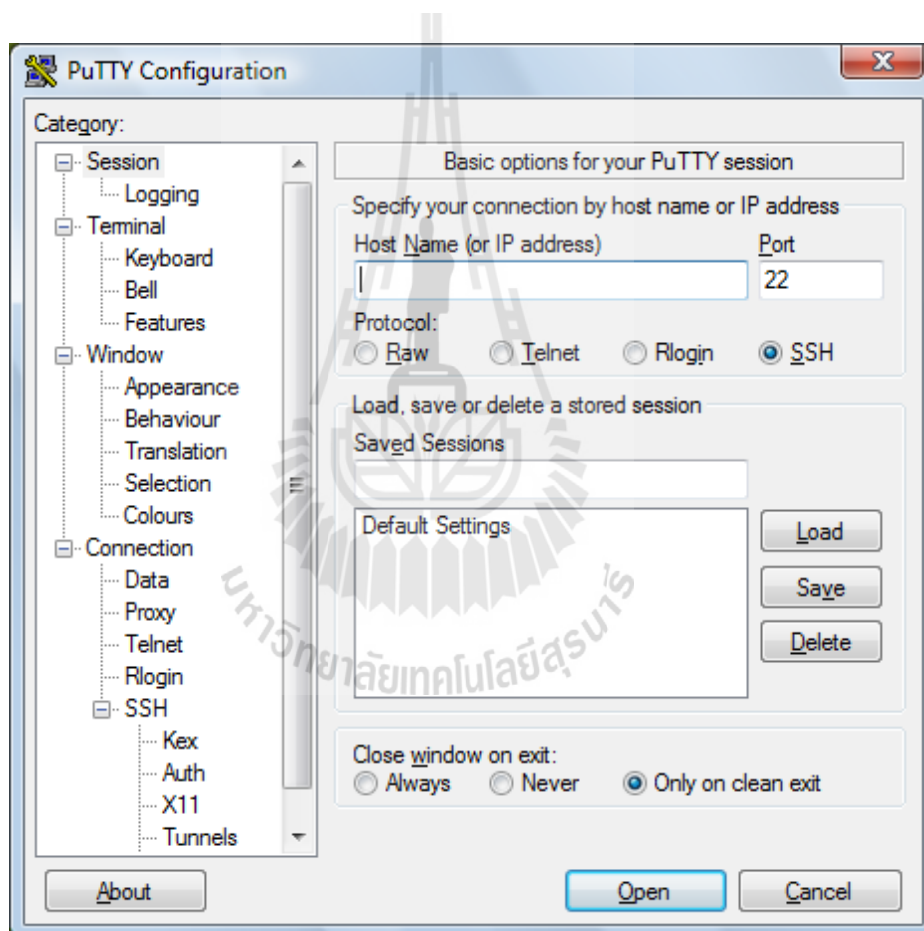 PuTTY Configuration
Category:
Session
Logging
Terminal
Keyboard
Bell
Features
Window
Appearance
Behaviour
Translation
Selection
Colours
Connection
Data
Proxy
Telnet
Rlogin
SSH
Kex
Auth
X11
Tunnels
Basic options for your PuTTY session
Specify your connection by host name or IP address
Host Name (or IP address)
Port
22
Protocol:
Raw
Telnet
Rlogin
SSH
Load, save or delete a stored session
Saved Sessions
Default Settings
Load
Save
Delete
Close window on exit:
Always
Never
Only on clean exit
About
Open
Cancel
มหาวิทยาลัยเทคโนโลยีสุรนารี